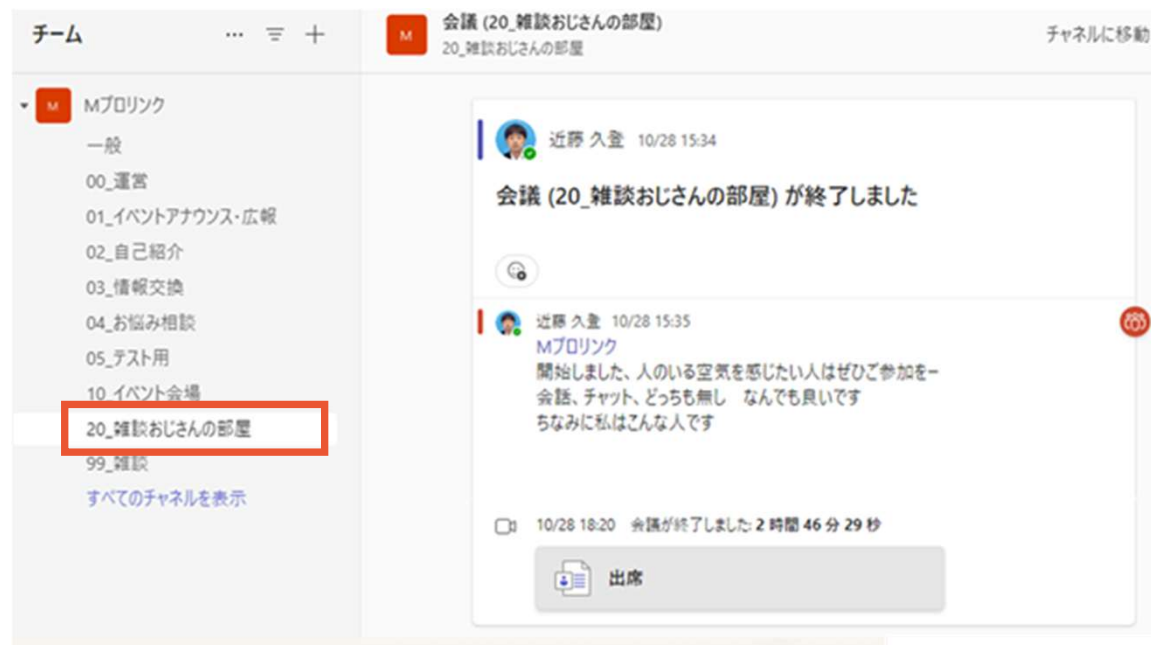 チーム
… ＋
M
会議 (20_雑談おじさんの部屋)
20_雑談おじさんの部屋
チャネルに移動
M Mプロリンク
一般
00_運営
01_イベントアナウンス・広報
02_自己紹介
03_情報交換
04_お悩み相談
05_テスト用
10_イベント会場
20_雑談おじさんの部屋
99_雑談
すべてのチャネルを表示
近藤 久登 10/28 15:34
会議 (20_雑談おじさんの部屋) が終了しました
近藤 久登 10/28 15:35
Mプロリンク
開始しました、人のいる空気を感じたい人はぜひご参加をー
会話、チャット、どっちも無し　なんでも良いです
ちなみに私はこんな人です
10/28 18:20 会議が終了しました: 2 時間 46 分 29 秒
出席